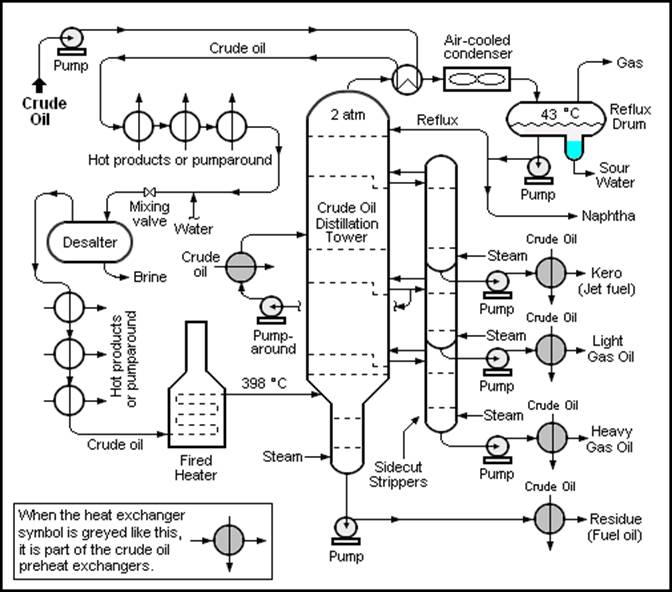 Pump
Crude
Oil
Crude oil
Air-cooled
condenser
Gas
2 atm
43 °C
Reflux
Drum
Reflux
Hot products or pumparound
Pump
Sour
Water
Mixing
valve
Water
Naphtha
Desalter
Brine
Crude Oil
Distillation
Tower
Crude
oil
Steam
Crude Oil
Pump
Kero
(Jet fuel)
Pump-
around
Hot products
or pumparound
Steam
Crude Oil
Pump
Light
Gas Oil
398 °C
Crude oil
Fired
Heater
Steam
Sidecut
Strippers
Steam
Crude Oil
Pump
Heavy
Gas Oil
Crude Oil
Pump
Residue
(Fuel oil)
When the heat exchanger
symbol is greyed like this,
it is part of the crude oil
preheat exchangers.